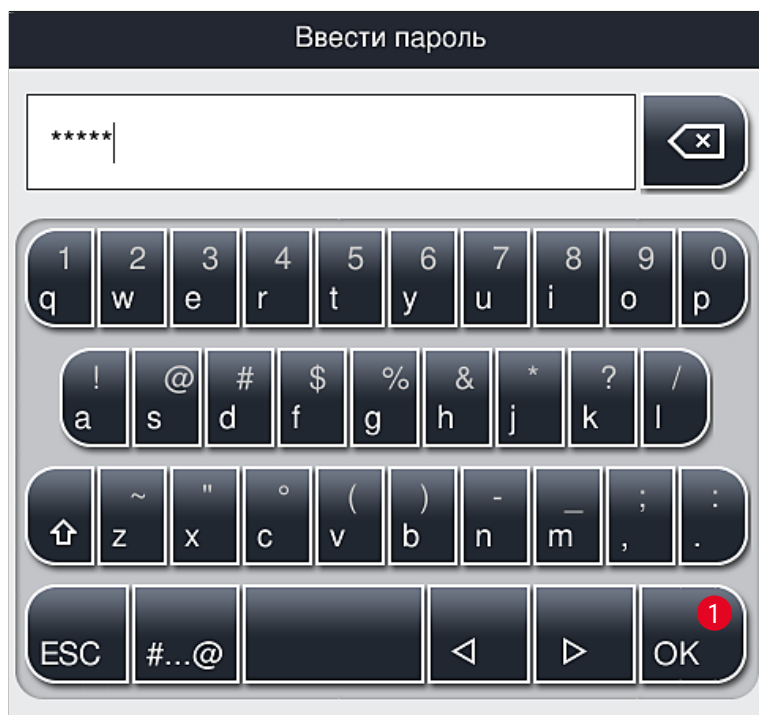 Ввести пароль
*****
1 2 3 4 5 6 7 8 9 0
q w e r t y u i o p
! @ # $ % & * ? /
a s d f g h j k l
~ " ° ( ) - _ ; :
z x c v b n m , .
1
ESC #...@ OK